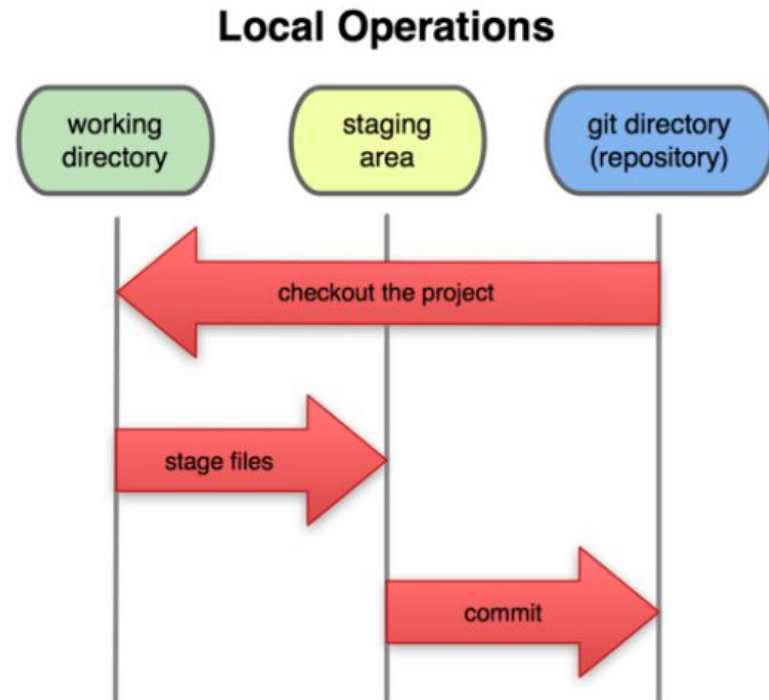 Local Operations
working
directory
staging
area
git directory
(repository)
checkout the project
stage files
commit